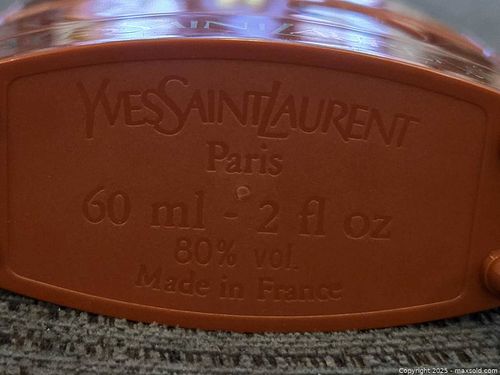 YVES SAINT LAURENT
Paris
60 ml - 2 fl oz
80% vol.
Made in France
Copyright 2025 - maxsold.com